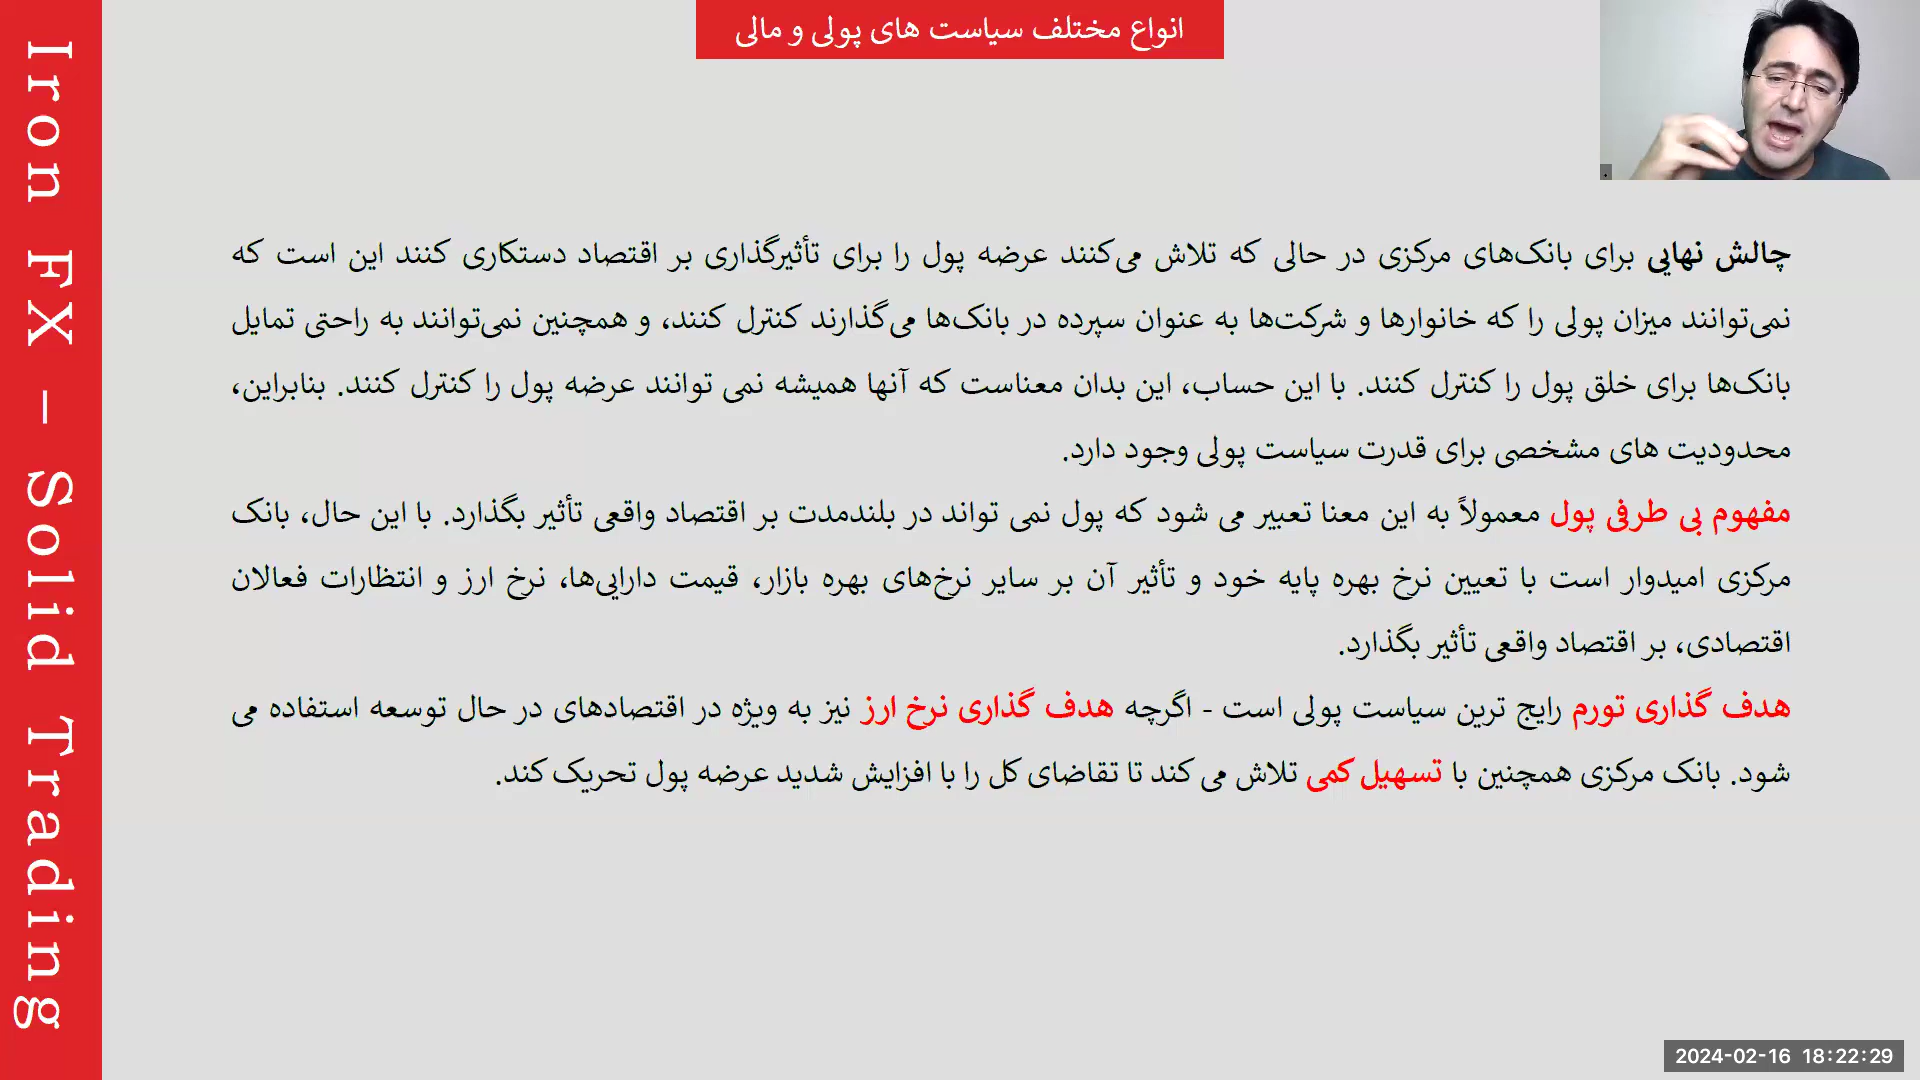 انواع مختلف سیاست های پولی و مالی
Iron FX – Solid Trading
چالش نهایی برای بانک‌های مرکزی در حالی که تلاش می‌کنند عرضه پول را برای تأثیرگذاری بر اقتصاد دستکاری کنند این است که
نمی‌توانند میزان پولی را که خانوارها و شرکت‌ها به عنوان سپرده در بانک‌ها می‌گذارند کنترل کنند، و همچنین نمی‌توانند به راحتی تمایل
بانک‌ها برای خلق پول را کنترل کنند. با این حساب، این بدان معناست که آنها همیشه نمی توانند عرضه پول را کنترل کنند. بنابراین،
محدودیت های مشخصی برای قدرت سیاست پولی وجود دارد.
مفهوم بی طرفی پول معمولاً به این معنا تعبیر می شود که پول نمی تواند در بلندمدت بر اقتصاد واقعی تأثیر بگذارد. با این حال، بانک
مرکزی امیدوار است با تعیین نرخ بهره پایه خود و تأثیر آن بر سایر نرخ‌های بهره بازار، قیمت دارایی‌ها، نرخ ارز و انتظارات فعالان
اقتصادی، بر اقتصاد واقعی تأثیر بگذارد.
هدف گذاری تورم رایج ترین سیاست پولی است - اگرچه هدف گذاری نرخ ارز نیز به ویژه در اقتصادهای در حال توسعه استفاده می
شود. بانک مرکزی همچنین با تسهیل کمی تلاش می کند تا تقاضای کل را با افزایش شدید عرضه پول تحریک کند.
2024-02-16 18:22:29